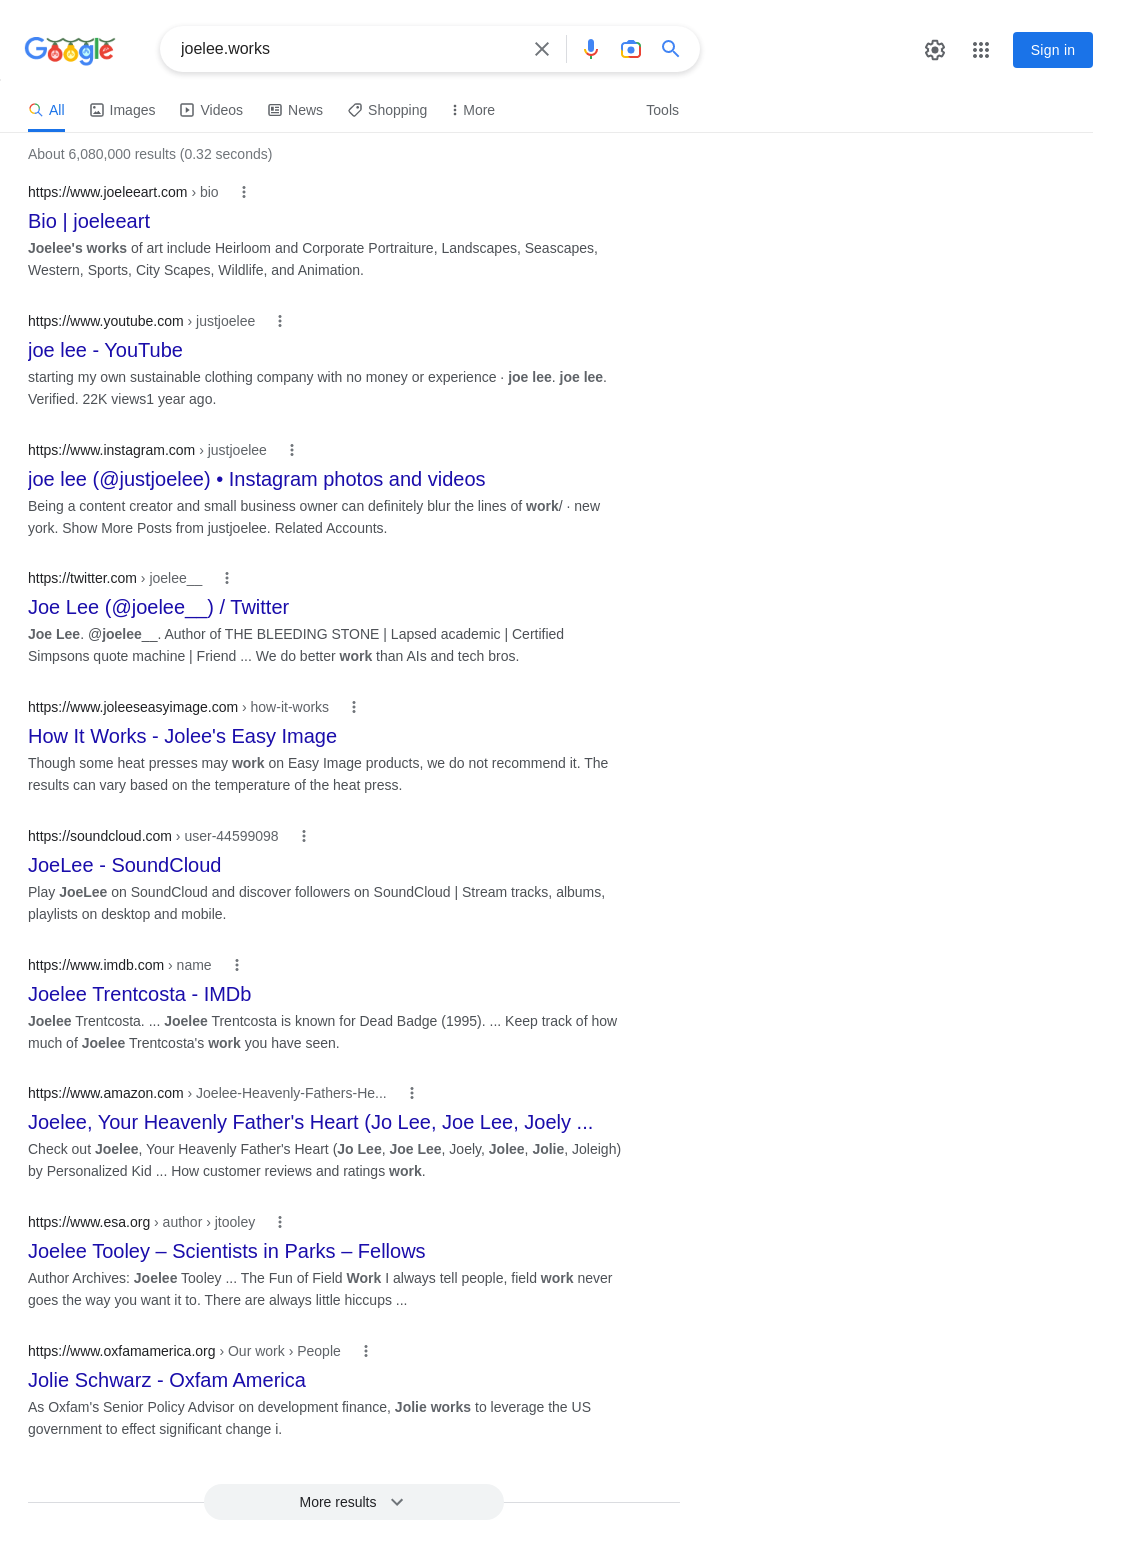 Google
joelee.works
Sign in
All Images Videos News Shopping More Tools
About 6,080,000 results (0.32 seconds)
https://www.joeleeart.com › bio
Bio | joeleeart
Joelee's works of art include Heirloom and Corporate Portraiture, Landscapes, Seascapes,
Western, Sports, City Scapes, Wildlife, and Animation.
https://www.youtube.com › justjoelee
joe lee - YouTube
starting my own sustainable clothing company with no money or experience · joe lee. joe lee.
Verified. 22K views1 year ago.
https://www.instagram.com › justjoelee
joe lee (@justjoelee) • Instagram photos and videos
Being a content creator and small business owner can definitely blur the lines of work/ · new
york. Show More Posts from justjoelee. Related Accounts.
https://twitter.com › joelee__
Joe Lee (@joelee__) / Twitter
Joe Lee. @joelee__. Author of THE BLEEDING STONE | Lapsed academic | Certified
Simpsons quote machine | Friend ... We do better work than AIs and tech bros.
https://www.joleeseasyimage.com › how-it-works
How It Works - Jolee's Easy Image
Though some heat presses may work on Easy Image products, we do not recommend it. The
results can vary based on the temperature of the heat press.
https://soundcloud.com › user-44599098
JoeLee - SoundCloud
Play JoeLee on SoundCloud and discover followers on SoundCloud | Stream tracks, albums,
playlists on desktop and mobile.
https://www.imdb.com › name
Joelee Trentcosta - IMDb
Joelee Trentcosta. ... Joelee Trentcosta is known for Dead Badge (1995). ... Keep track of how
much of Joelee Trentcosta's work you have seen.
https://www.amazon.com › Joelee-Heavenly-Fathers-He...
Joelee, Your Heavenly Father's Heart (Jo Lee, Joe Lee, Joely ...
Check out Joelee, Your Heavenly Father's Heart (Jo Lee, Joe Lee, Joely, Jolee, Jolie, Joleigh)
by Personalized Kid ... How customer reviews and ratings work.
https://www.esa.org › author › jtooley
Joelee Tooley – Scientists in Parks – Fellows
Author Archives: Joelee Tooley ... The Fun of Field Work I always tell people, field work never
goes the way you want it to. There are always little hiccups ...
https://www.oxfamamerica.org › Our work › People
Jolie Schwarz - Oxfam America
As Oxfam's Senior Policy Advisor on development finance, Jolie works to leverage the US
government to effect significant change i.
More results